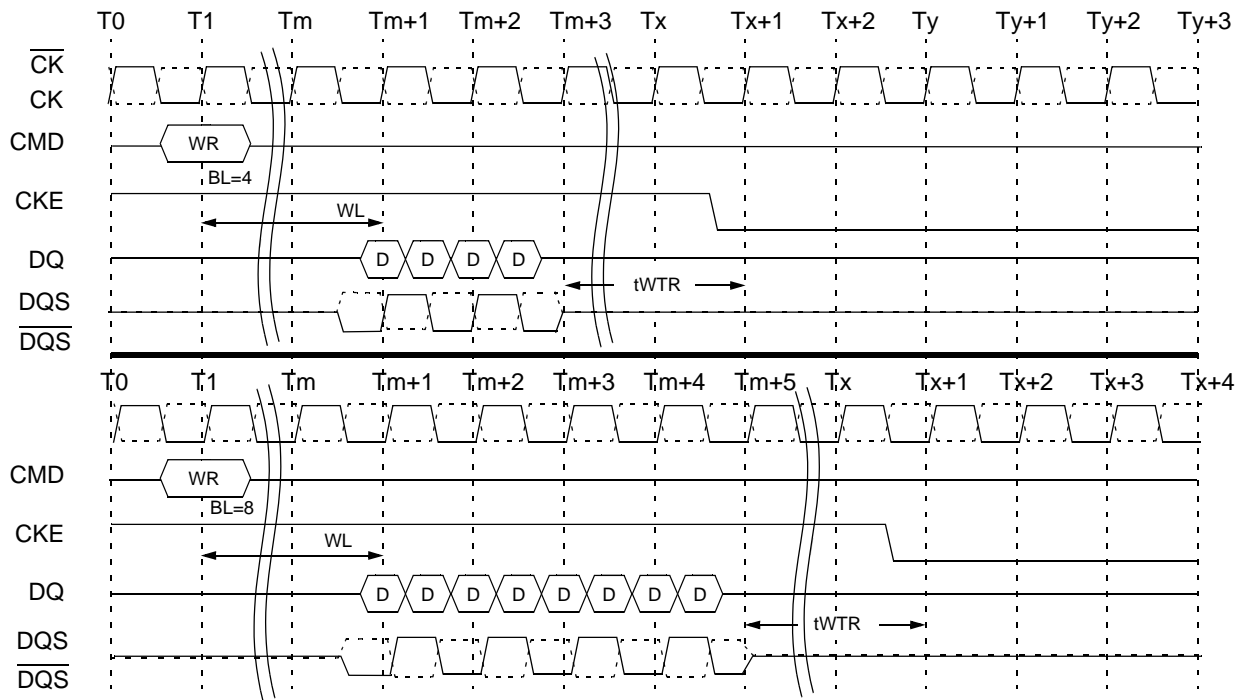 T0 T1 Tm Tm+1 Tm+2 Tm+3 Tx Tx+1 Tx+2 Ty Ty+1 Ty+2 Ty+3
CK
CK
CMD WR
BL=4
CKE
WL
DQ D D D D
tWTR
DQS
DQS
T0 T1 Tm Tm+1 Tm+2 Tm+3 Tm+4 Tm+5 Tx Tx+1 Tx+2 Tx+3 Tx+4
CMD WR
BL=8
CKE
WL
DQ D D D D D D D D
tWTR
DQS
DQS